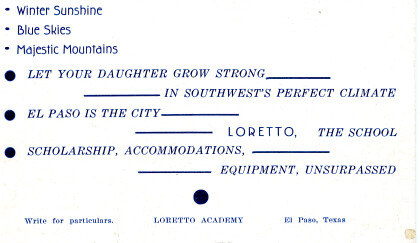 • Winter Sunshine
• Blue Skies
• Majestic Mountains
● LET YOUR DAUGHTER GROW STRONG
IN SOUTHWEST'S PERFECT CLIMATE
● EL PASO IS THE CITY
LORETTO, THE SCHOOL
● SCHOLARSHIP, ACCOMMODATIONS,
EQUIPMENT, UNSURPASSED
Write for particulars. LORETTO ACADEMY El Paso, Texas